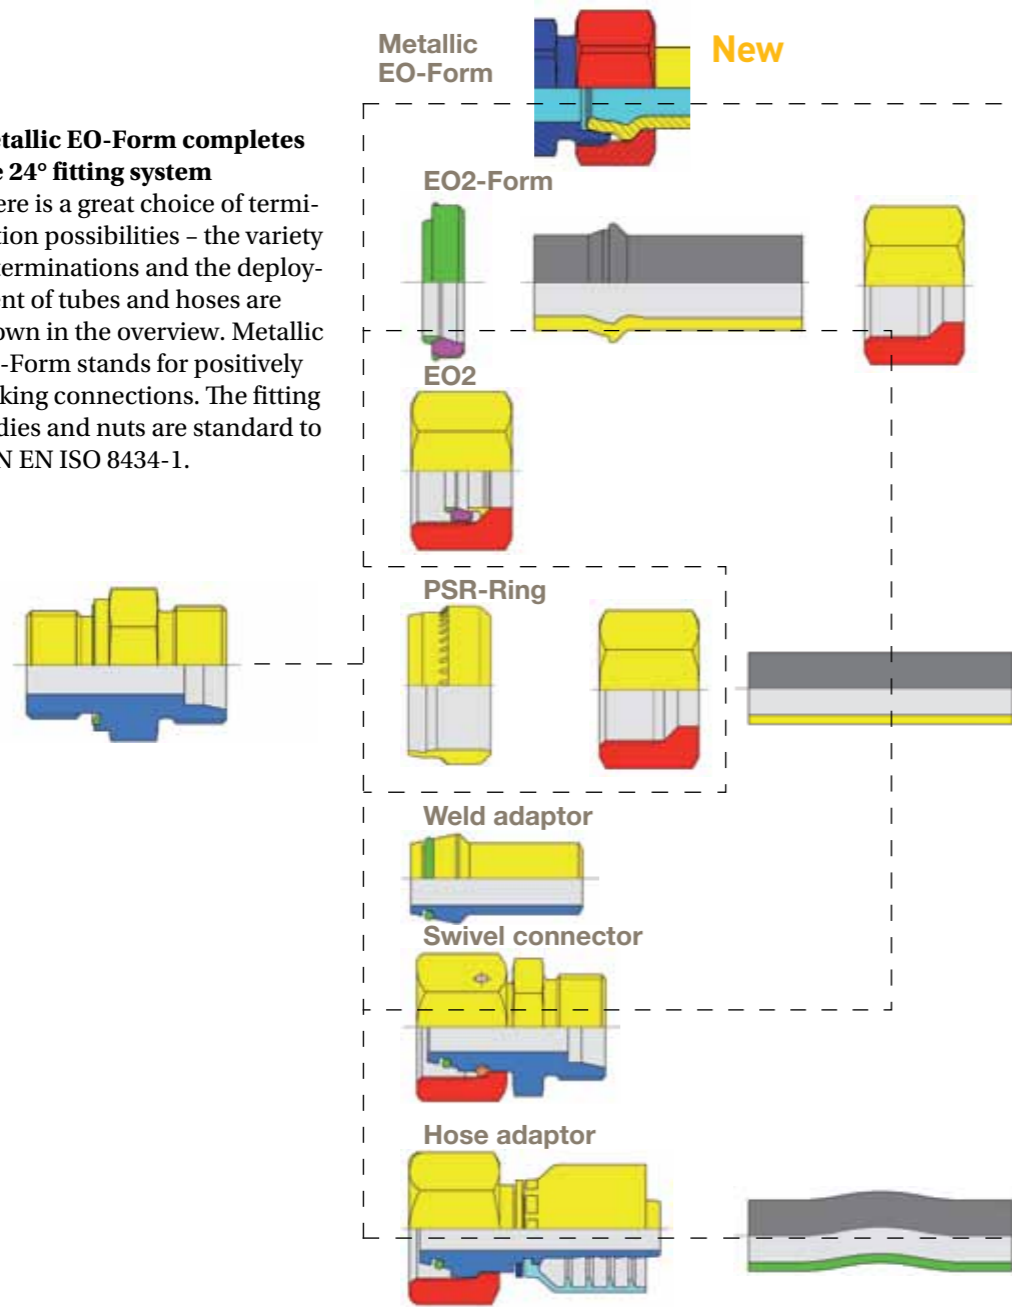 Metallic
EO-Form
New
etallic EO-Form completes
e 24° fitting system
ere is a great choice of termi-
tion possibilities – the variety
terminations and the deploy-
ent of tubes and hoses are
own in the overview. Metallic
-Form stands for positively
king connections. The fitting
dies and nuts are standard to
N EN ISO 8434-1.
EO2-Form
EO2
PSR-Ring
Weld adaptor
Swivel connector
Hose adaptor